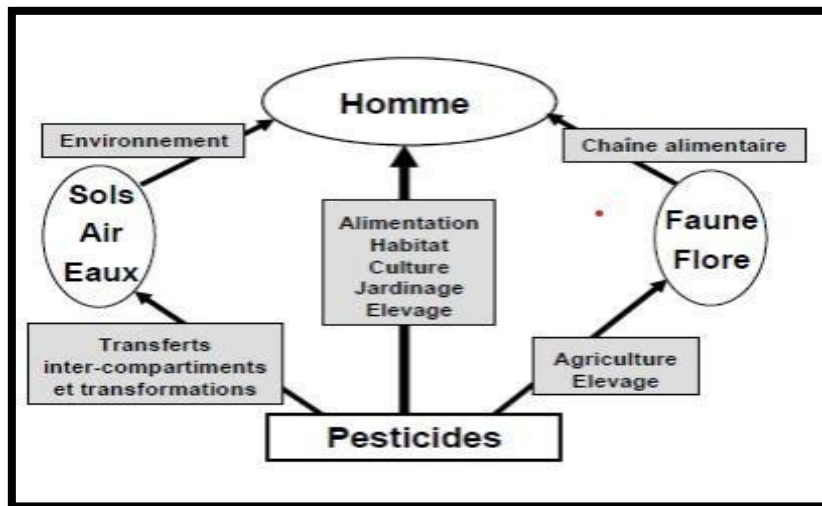 Homme
Environnement
Chaîne alimentaire
Sols
Air
Eaux
Alimentation
Habitat
Culture
Jardinage
Elevage
Faune
Flore
Transferts
inter-compartiments
et transformations
Agriculture
Elevage
Pesticides